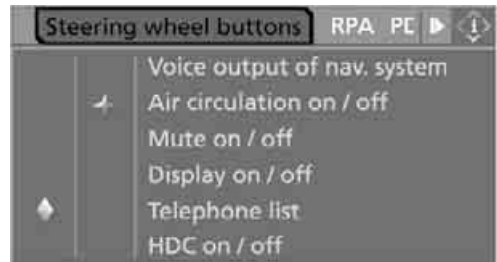 Steering wheel buttons RPA PC
Voice output of nav. system
Air circulation on / off
Mute on / off
Display on / off
Telephone list
HDC on / off